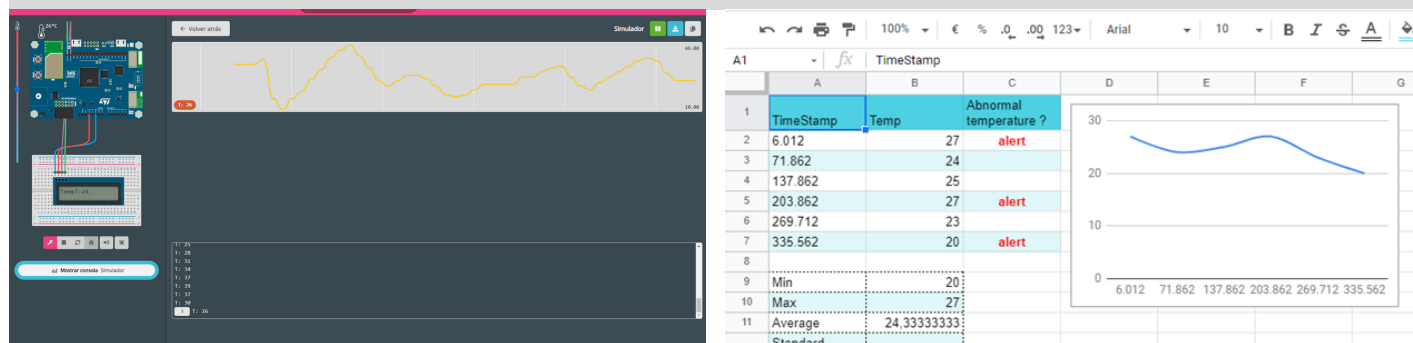 26°C
← Volver atrás
Simulador
46.00
T: 26
10.00
Temp T : 26
Mostrar consola Simulador
T: 25
T: 28
T: 31
T: 34
T: 37
T: 39
T: 37
T: 30
3 T: 26
100% € % .0 .00 123 Arial 10 B I S A
A1 fx TimeStamp
A B C D E F G
1 TimeStamp Temp Abnormal temperature ?
2 6.012 27 alert
3 71.862 24
4 137.862 25
5 203.862 27 alert
6 269.712 23
7 335.562 20 alert
8
9 Min 20
10 Max 27
11 Average 24,33333333
Standard
30
20
10
0
6.012 71.862 137.862 203.862 269.712 335.562